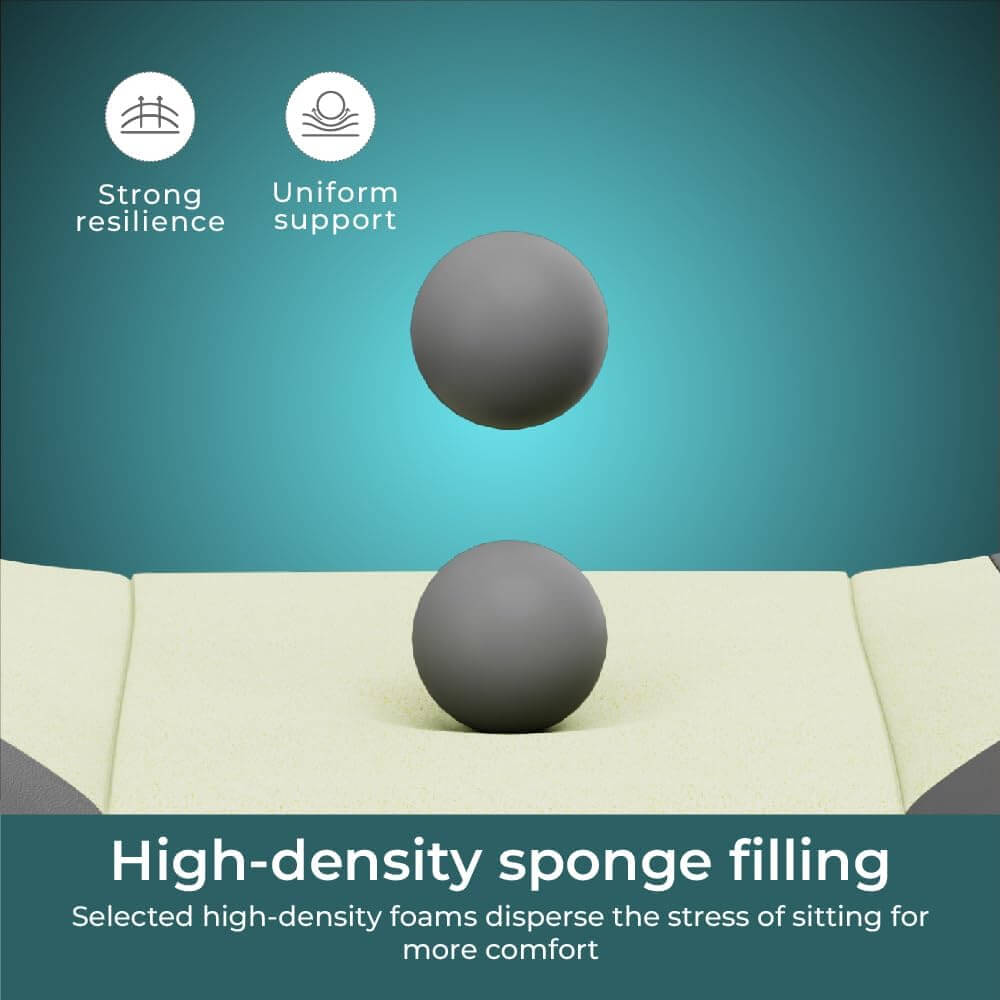 Strong
resilience
Uniform
support
High-density sponge filling
Selected high-density foams disperse the stress of sitting for
more comfort